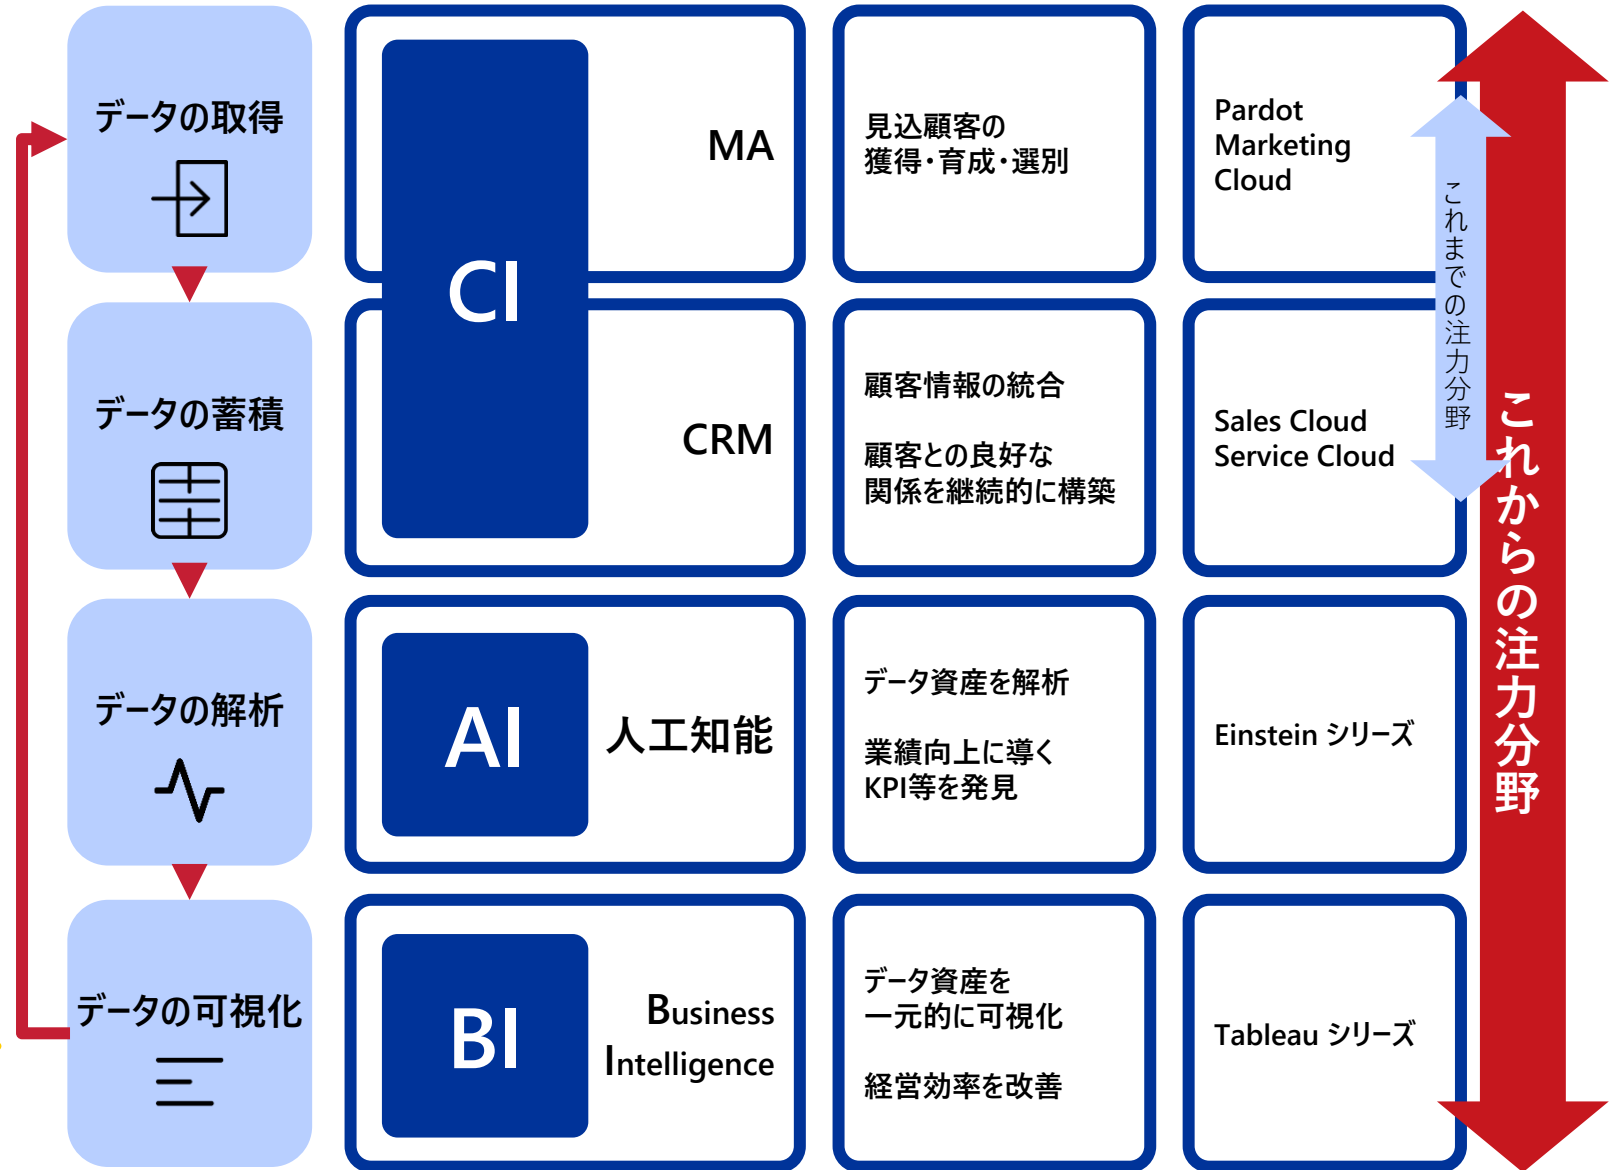 データの取得
CI
MA
見込顧客の
獲得・育成・選別
Pardot
Marketing
Cloud
これまでの注力分野
これからの注力分野
データの蓄積
CRM
顧客情報の統合
顧客との良好な
関係を継続的に構築
Sales Cloud
Service Cloud
データの解析
AI
人工知能
データ資産を解析
業績向上に導く
KPI等を発見
Einstein シリーズ
データの可視化
BI
Business
Intelligence
データ資産を
一元的に可視化
経営効率を改善
Tableau シリーズ